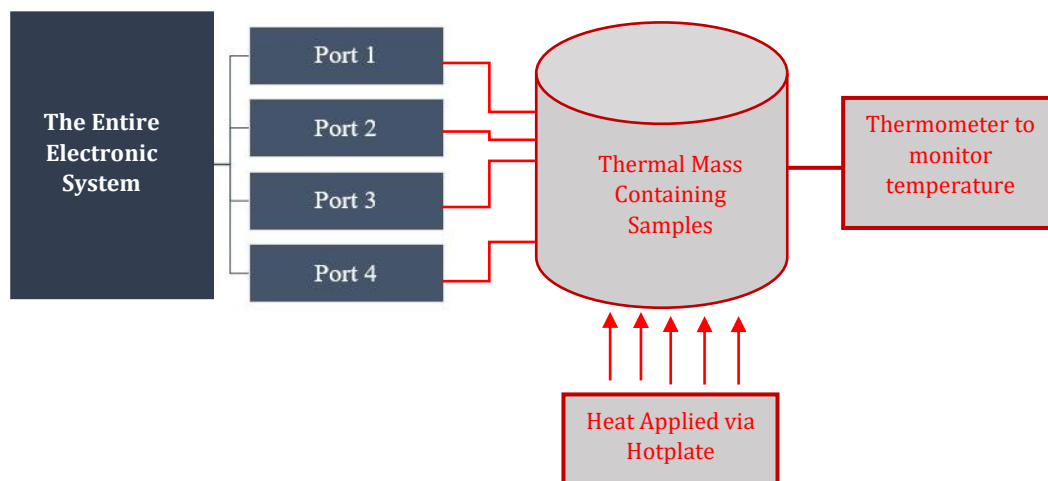 The Entire
Electronic
System
Port 1
Port 2
Port 3
Port 4
Thermal Mass
Containing
Samples
Thermometer to
monitor
temperature
Heat Applied via
Hotplate